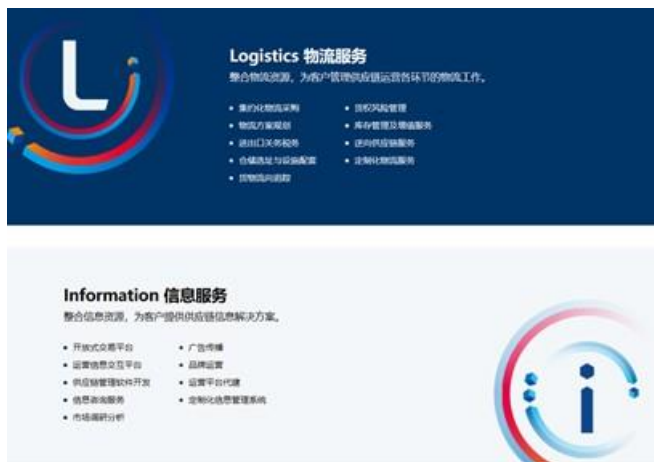 Li
Logistics 物流服务
整合物流资源，为客户管理供应链运营各环节的物流工作。
• 集约化物流采购
• 货权风险管理
• 物流方案规划
• 库存管理及增值服务
• 进出口关务税务
• 逆向供应链服务
• 仓储选址与设施配套
• 定制化物流服务
• 货物流向追踪
Information 信息服务
整合信息资源，为客户提供供应链信息解决方案。
• 开放式交易平台
• 广告传播
• 运营信息交互平台
• 品牌运营
• 供应链管理软件开发
• 运营平台代建
• 信息咨询服务
• 定制化信息管理系统
• 市场调研分析
i